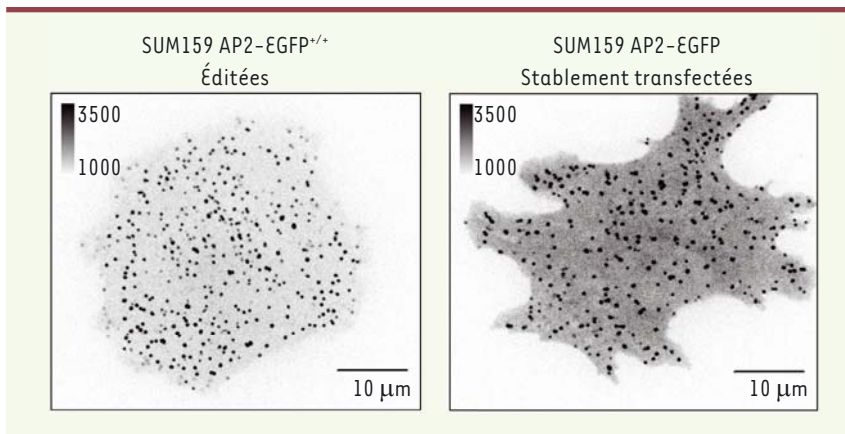 SUM159 AP2-EGFP+/+
Éditées
3500
1000
10 µm
SUM159 AP2-EGFP
Stablement transfectées
3500
1000
10 µm